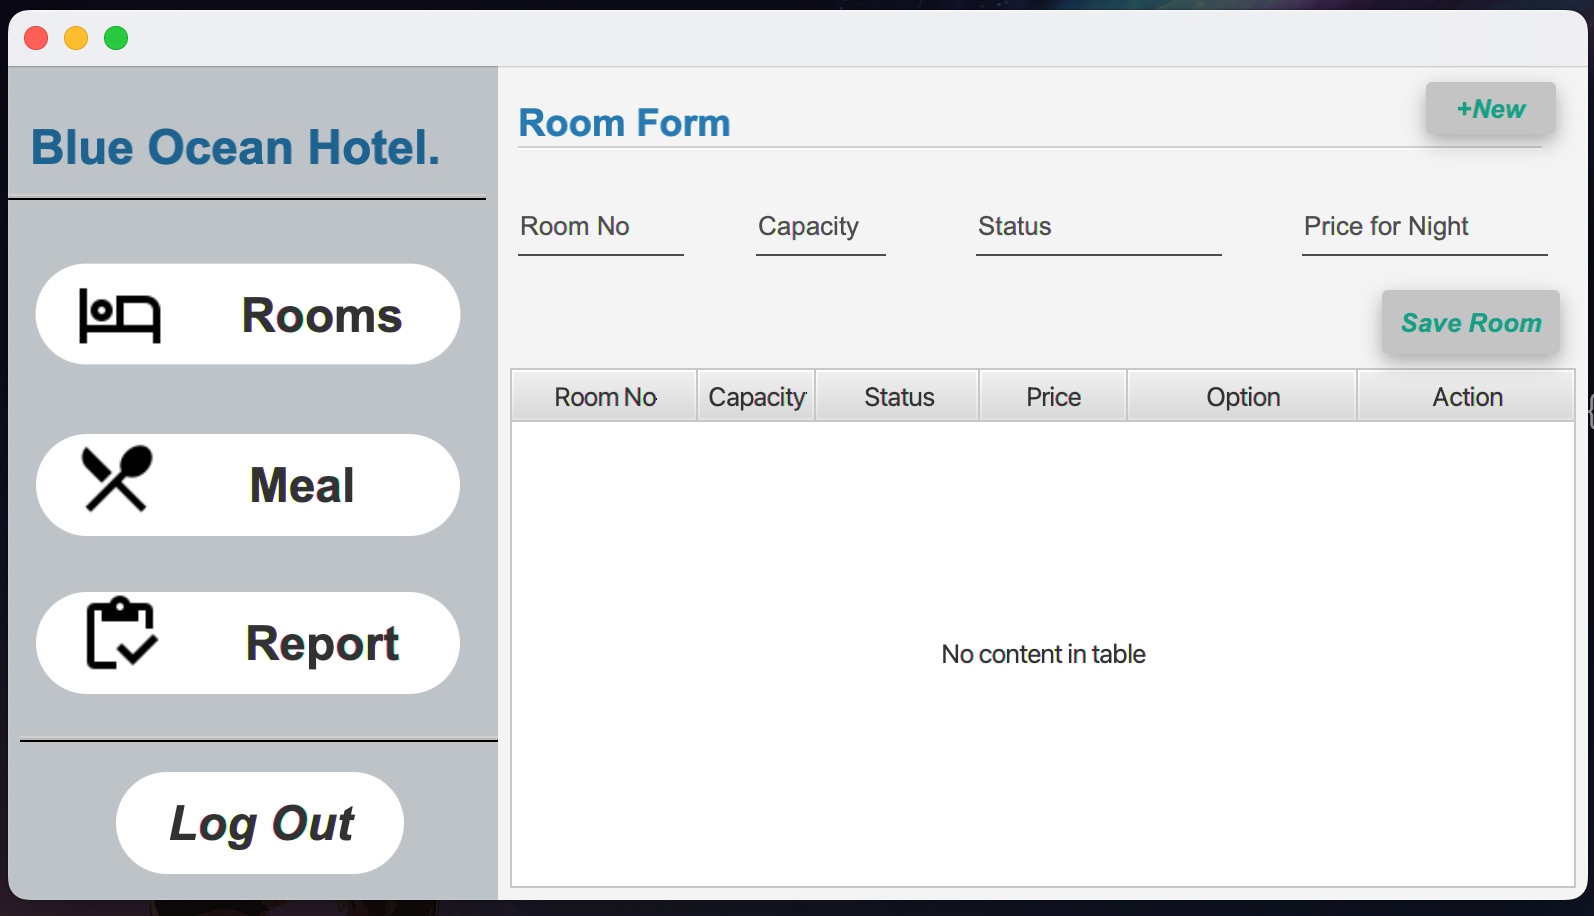 Blue Ocean Hotel.
Rooms
Meal
Report
Log Out
Room Form
+New
Room No Capacity Status Price for Night
Save Room
Room No Capacity Status Price Option Action
No content in table